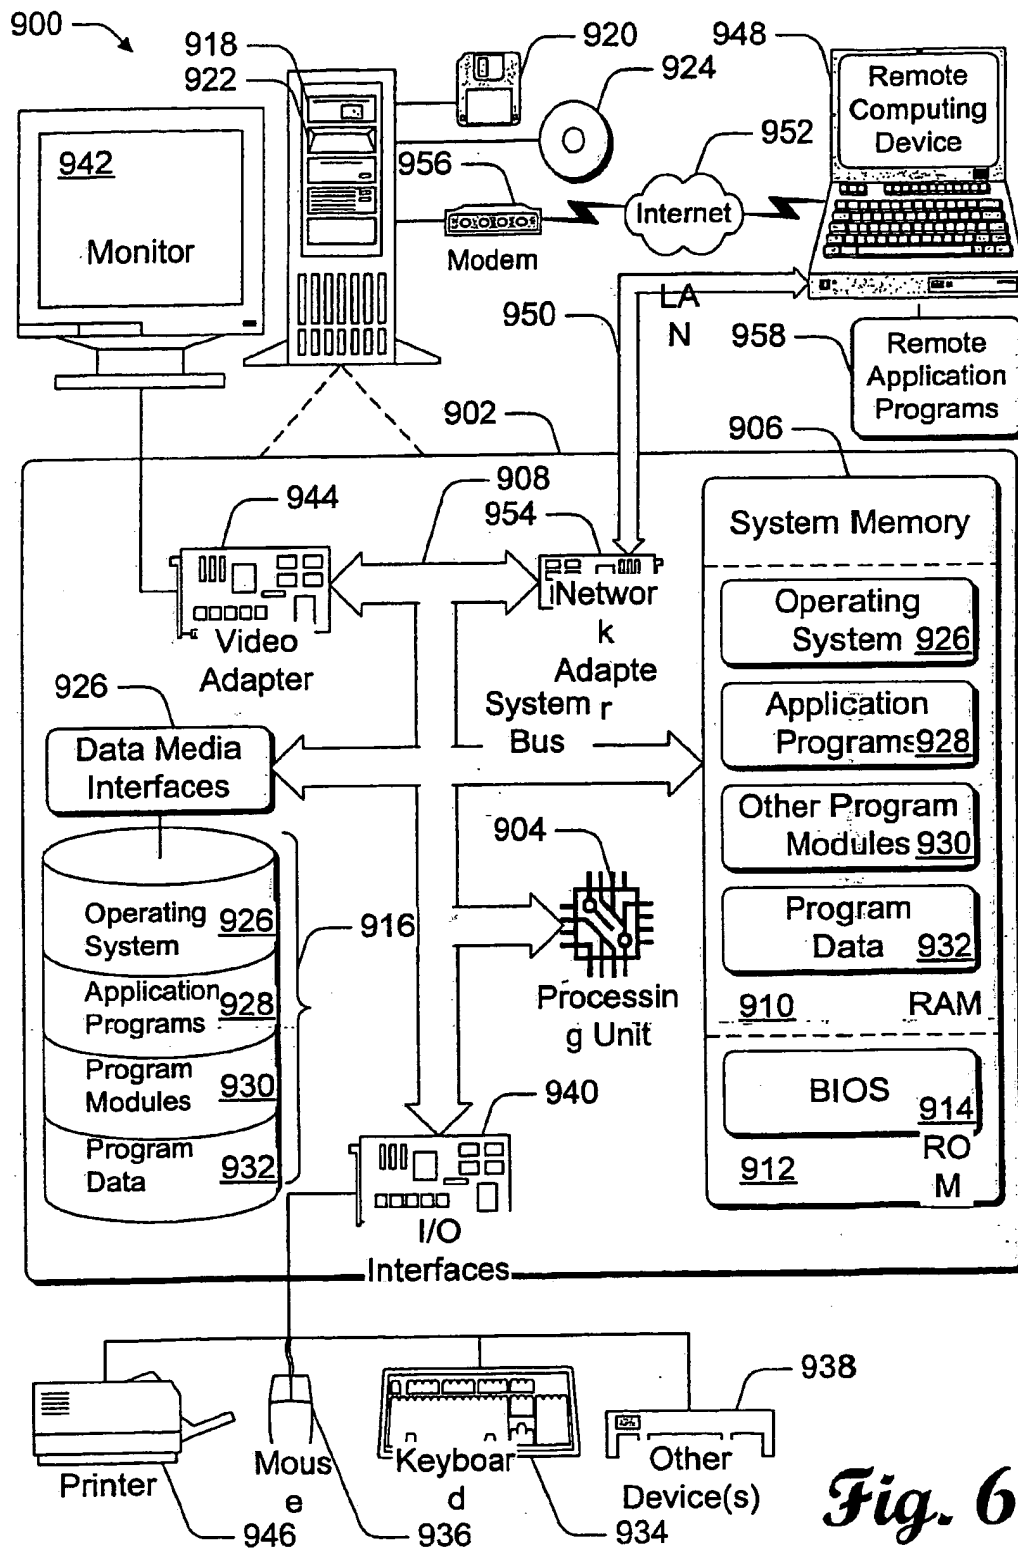 900
918
922
920
924
948
Remote
Computing
Device
952
956
942
Monitor
Internet
Modem
LA
N
950
958
Remote
Application
Programs
902
906
908
944
954
System Memory
Operating
System 926
Networ
k
Adapte
r
Video
Adapter
926
System
Bus
Application
Programs 928
Data Media
Interfaces
Other Program
Modules 930
904
Operating
System 926
916
Program
Data 932
Application
Programs 928
Processin
g Unit
910 RAM
Program
Modules 930
940
BIOS
914
Program
Data 932
912
RO
M
I/O
Interfaces
938
Printer
Mous
e
Keyboar
d
Other
Device(s)
946
936
934
Fig. 6